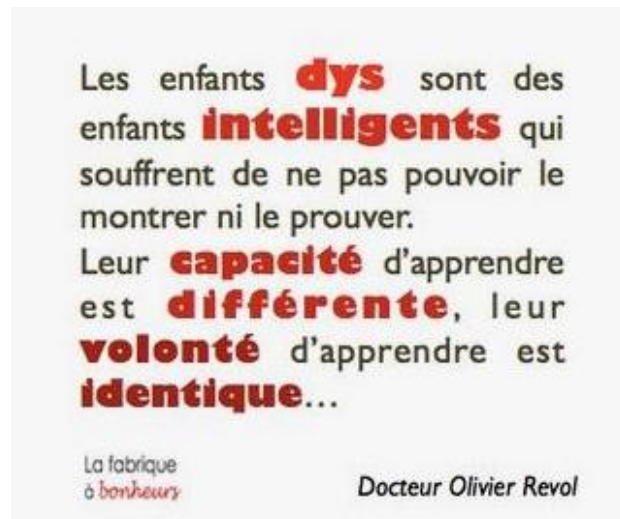 Les enfants dys sont des
enfants intelligents qui
souffrent de ne pas pouvoir le
montrer ni le prouver.
Leur capacité d'apprendre
est différente, leur
volonté d'apprendre est
identique...
La fabrique
à bonheurs
Docteur Olivier Revol